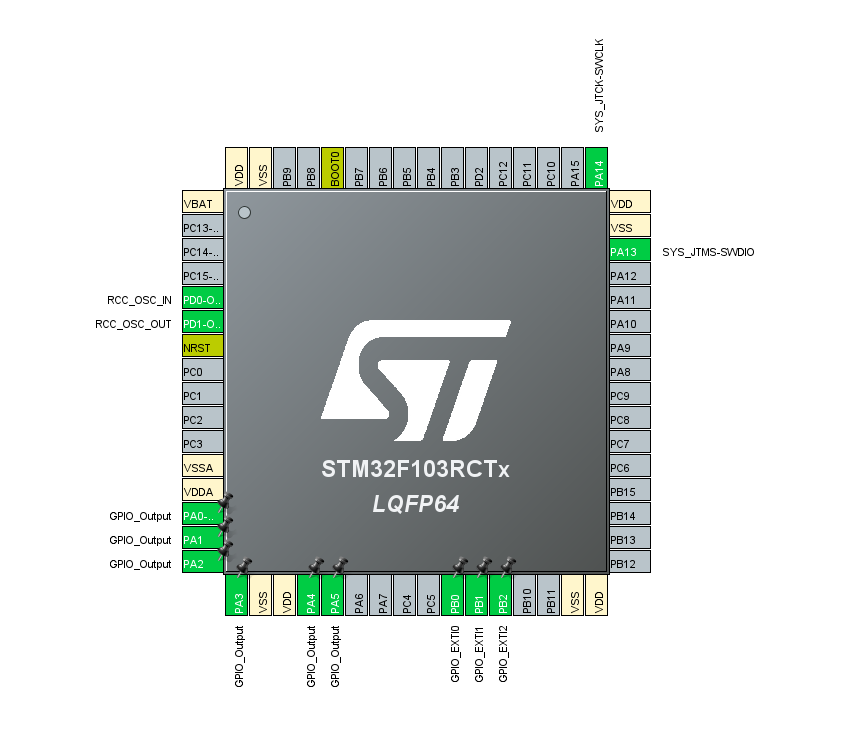 SYS_JTCK-SWCLK
VDD
VSS
PB9
PB8
BOOT0
PB7
PB6
PB5
PB4
PB3
PD2
PC12
PC11
PC10
PA15
PA14
VBAT
PC13-..
PC14-..
PC15-..
RCC_OSC_IN PD0-O..
RCC_OSC_OUT PD1-O..
NRST
PC0
PC1
PC2
PC3
VSSA
VDDA
GPIO_Output PA0-..
GPIO_Output PA1
GPIO_Output PA2
ST
STM32F103RCTx
LQFP64
VDD
VSS
PA13 SYS_JTMS-SWDIO
PA12
PA11
PA10
PA9
PA8
PC9
PC8
PC7
PC6
PB15
PB14
PB13
PB12
PA3
VSS
VDD
PA4
PA5
PA6
PA7
PC4
PC5
PB0
PB1
PB2
PB10
PB11
VSS
VDD
GPIO_Output
GPIO_Output
GPIO_Output
GPIO_EXTI0
GPIO_EXTI1
GPIO_EXTI2